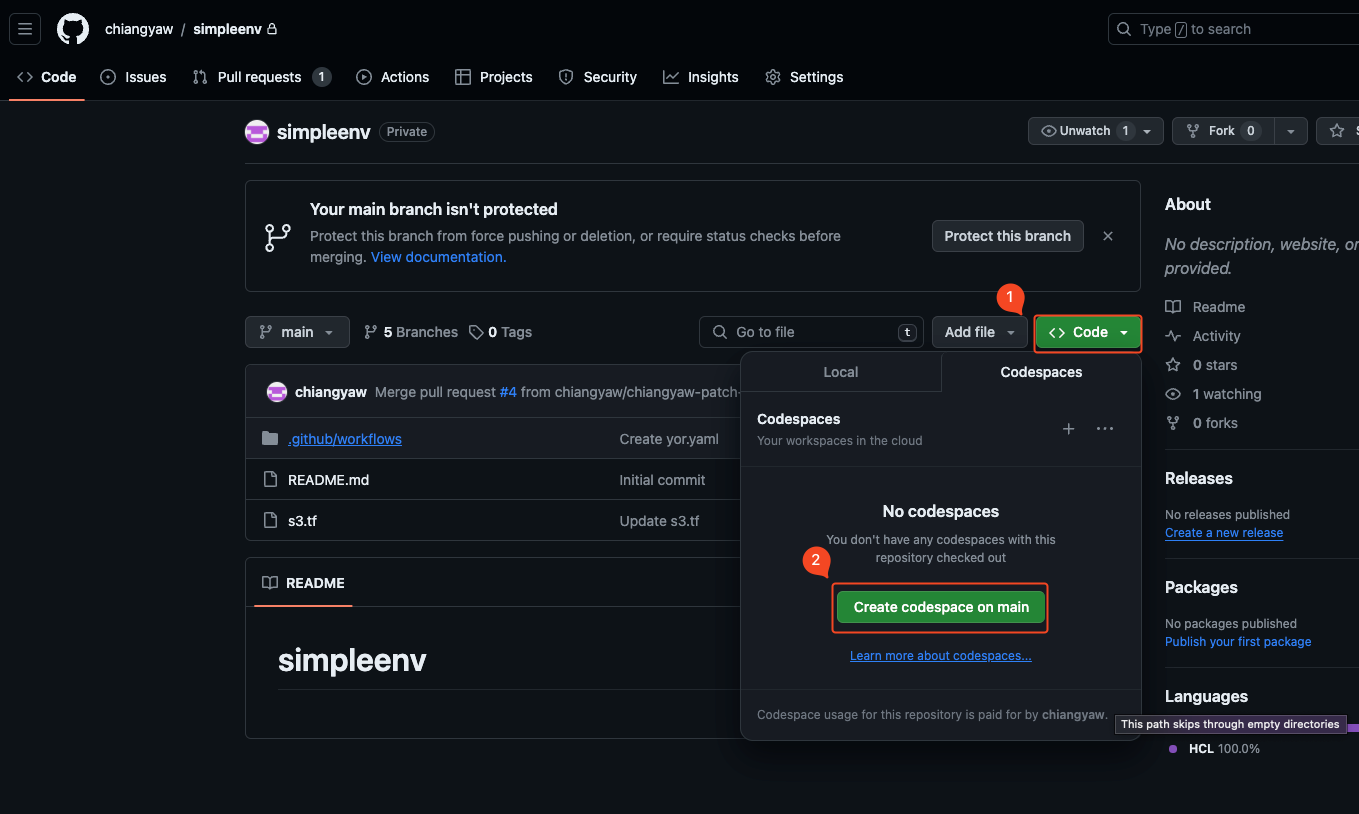 chiangyaw / simpleenv
Type / to search
Code Issues Pull requests 1 Actions Projects Security Insights Settings
simpleenv Private
Unwatch 1 Fork 0
Your main branch isn't protected
Protect this branch from force pushing or deletion, or require status checks before
merging. View documentation.
Protect this branch
1
main 5 Branches 0 Tags
Go to file t
Add file
Code
chiangyaw Merge pull request #4 from chiangyaw/chiangyaw-patch-
.github/workflows Create yor.yaml
README.md Initial commit
s3.tf Update s3.tf
README
simpleenv
Local Codespaces
Codespaces
Your workspaces in the cloud
No codespaces
You don't have any codespaces with this
repository checked out
2
Create codespace on main
Learn more about codespaces...
Codespace usage for this repository is paid for by chiangyaw.
About
No description, website, or
provided.
Readme
Activity
0 stars
1 watching
0 forks
Releases
No releases published
Create a new release
Packages
No packages published
Publish your first package
Languages
This path skips through empty directories
HCL 100.0%